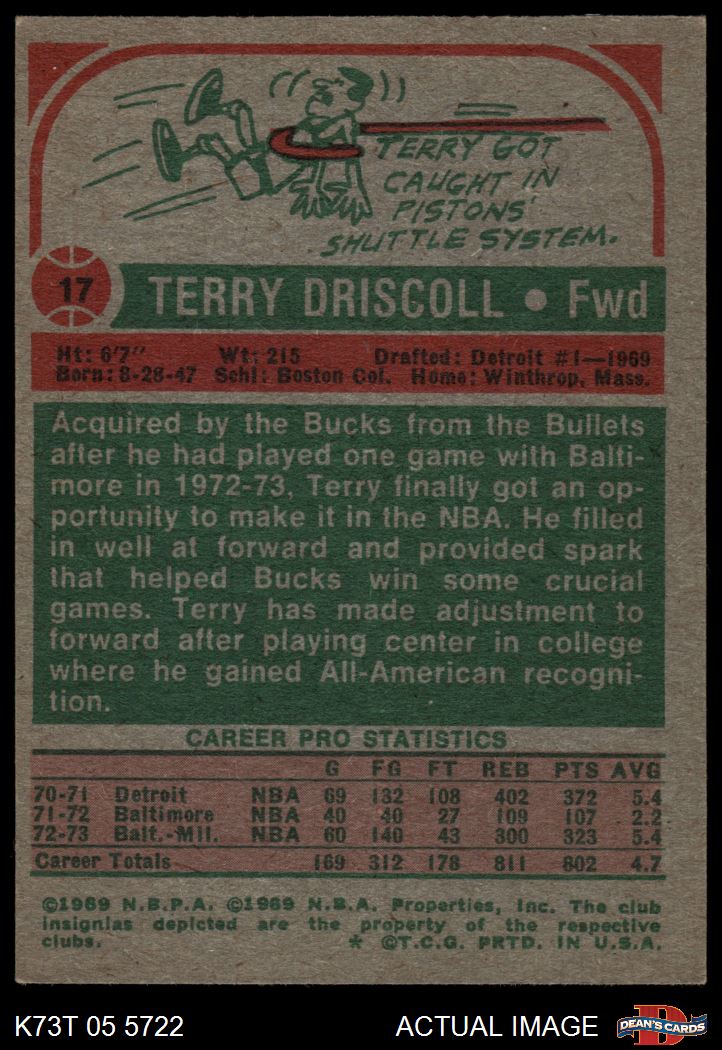 TERRY GOT
CAUGHT IN
PISTONS'
SHUTTLE SYSTEM.
17 TERRY DRISCOLL • Fwd
Ht: 6'7" Wt: 215 Drafted: Detroit #1—1969
Born: 8-28-47 Schl: Boston Col. Home: Winthrop, Mass.
Acquired by the Bucks from the Bullets
after he had played one game with Balti-
more in 1972-73, Terry finally got an op-
portunity to make it in the NBA. He filled
in well at forward and provided spark
that helped Bucks win some crucial
games. Terry has made adjustment to
forward after playing center in college
where he gained All-American recogni-
tion.
CAREER PRO STATISTICS
G FG FT REB PTS AVG
70-71 Detroit NBA 69 132 108 402 372 5.4
71-72 Baltimore NBA 40 40 27 109 107 2.2
72-73 Balt.-Mil. NBA 60 140 43 300 323 5.4
Career Totals 169 312 178 811 802 4.7
©1969 N.B.P.A. ©1969 N.B.A. Properties, Inc. The club
insignias depicted are the property of the respective
clubs. * ©T.C.G. PRTD. IN U.S.A.
K73T 05 5722 ACTUAL IMAGE D DEAN'S CARDS